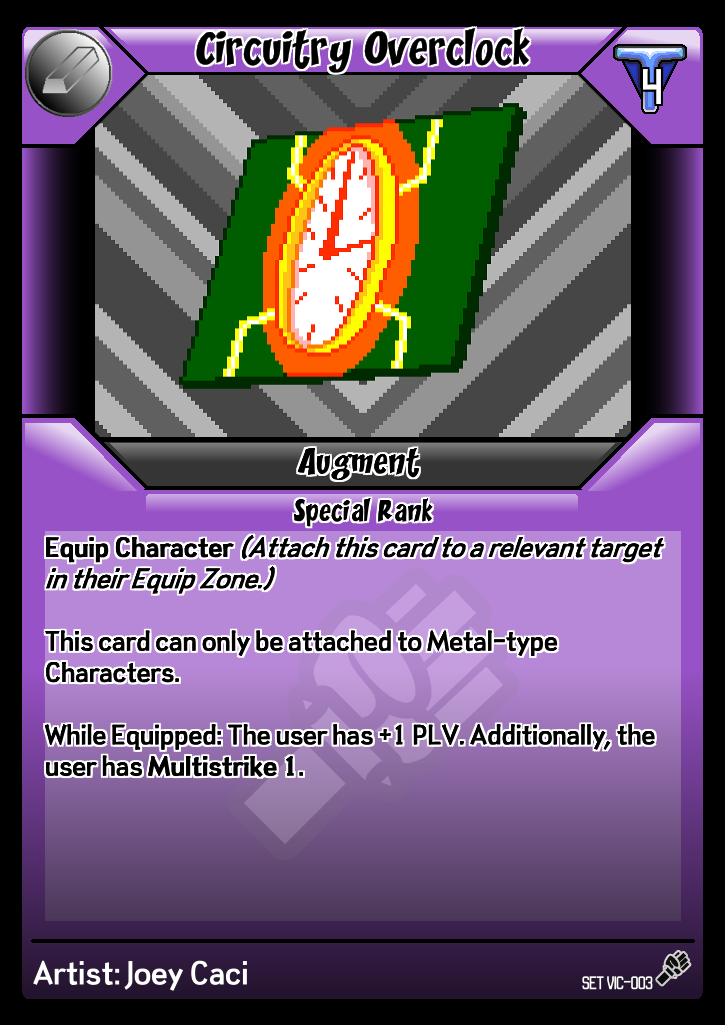 Circuitry Overclock
4
Augment
Special Rank
Equip Character (Attach this card to a relevant target
in their Equip Zone.)
This card can only be attached to Metal-type
Characters.
While Equipped: The user has +1 PLV. Additionally, the
user has Multistrike 1.
Artist: Joey Caci
SET VIC-003